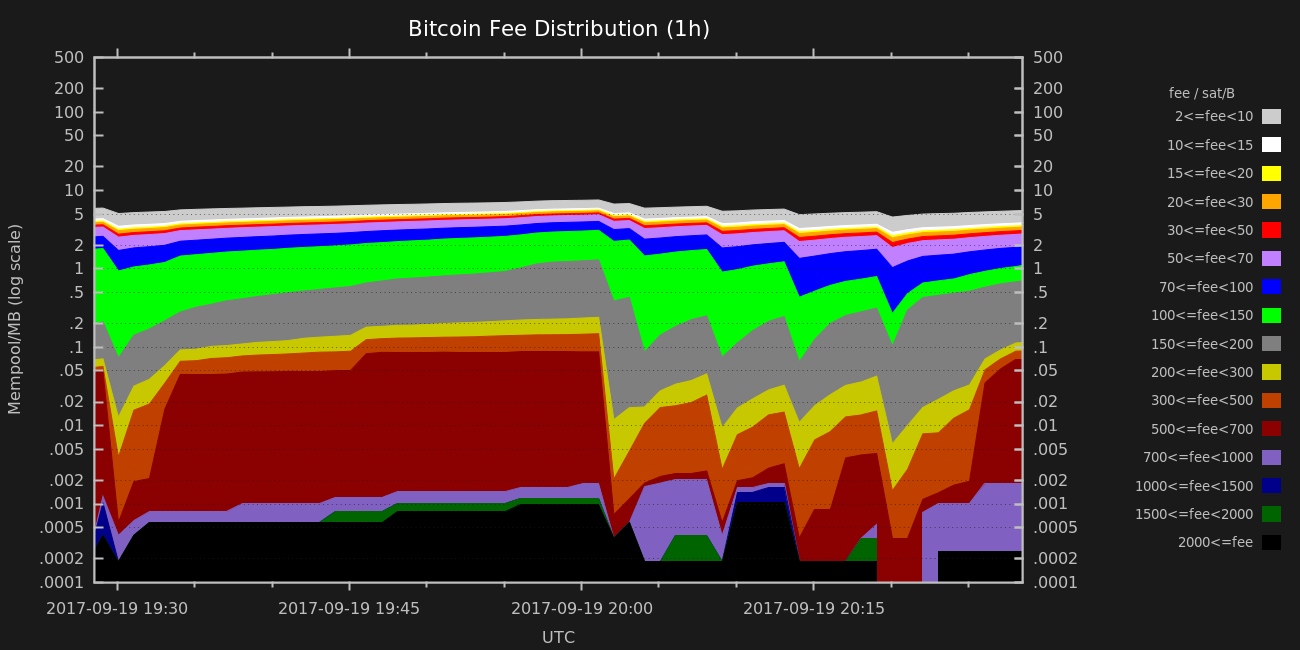 Bitcoin Fee Distribution (1h)
Mempool/MB (log scale)
500
200
100
50
20
10
5
2
1
.5
.2
.1
.05
.02
.01
.005
.002
.001
.0005
.0002
.0001
500
200
100
50
20
10
5
2
1
.5
.2
.1
.05
.02
.01
.005
.002
.001
.0005
.0002
.0001
2017-09-19 19:30
2017-09-19 19:45
2017-09-19 20:00
2017-09-19 20:15
UTC
fee / sat/B
2<=fee<10
10<=fee<15
15<=fee<20
20<=fee<30
30<=fee<50
50<=fee<70
70<=fee<100
100<=fee<150
150<=fee<200
200<=fee<300
300<=fee<500
500<=fee<700
700<=fee<1000
1000<=fee<1500
1500<=fee<2000
2000<=fee